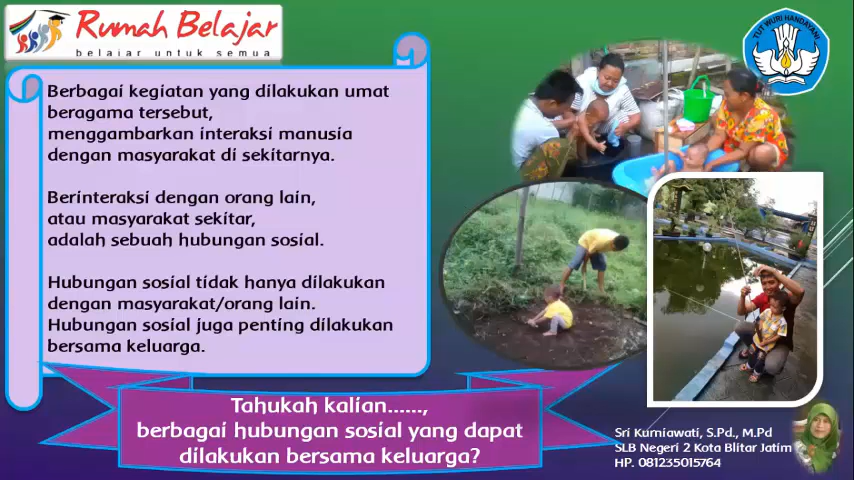 Rumah Belajar
belajar untuk semua
TUT WURI HANDAYANI
Berbagai kegiatan yang dilakukan umat
beragama tersebut,
menggambarkan interaksi manusia
dengan masyarakat di sekitarnya.
Berinteraksi dengan orang lain,
atau masyarakat sekitar,
adalah sebuah hubungan sosial.
Hubungan sosial tidak hanya dilakukan
dengan masyarakat/orang lain.
Hubungan sosial juga penting dilakukan
bersama keluarga.
Tahukah kalian......,
berbagai hubungan sosial yang dapat
dilakukan bersama keluarga?
Sri Kurniawati, S.Pd., M.Pd
SLB Negeri 2 Kota Blitar Jatim
HP. 081235015764